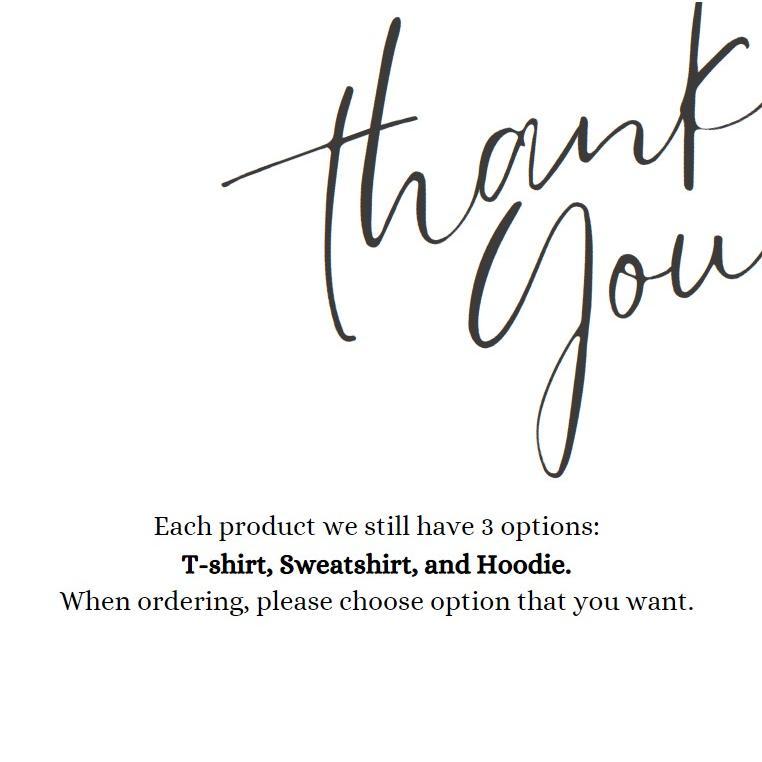 thank
you
Each product we still have 3 options:
T-shirt, Sweatshirt, and Hoodie.
When ordering, please choose option that you want.